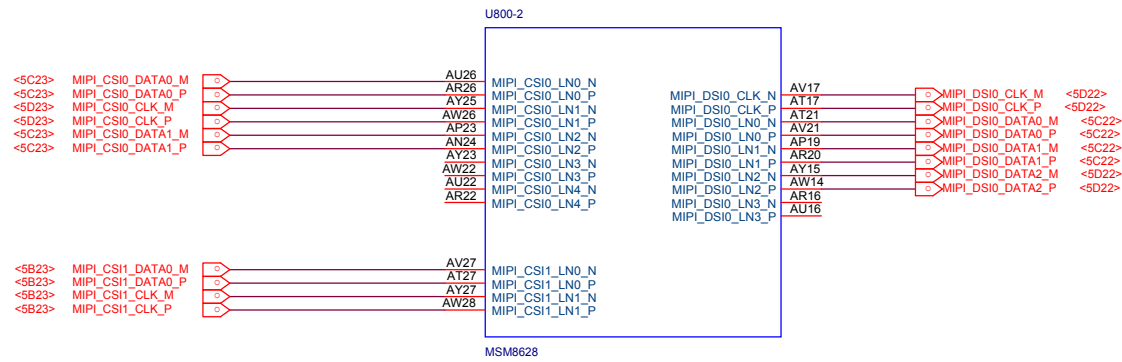 U800-2
<5C23> MIPI_CSI0_DATA0_M AU26 MIPI_CSI0_LN0_N
<5C23> MIPI_CSI0_DATA0_P AR26 MIPI_CSI0_LN0_P
<5D23> MIPI_CSI0_CLK_M AY25 MIPI_CSI0_LN1_N
<5D23> MIPI_CSI0_CLK_P AW26 MIPI_CSI0_LN1_P
<5C23> MIPI_CSI0_DATA1_M AP23 MIPI_CSI0_LN2_N
<5C23> MIPI_CSI0_DATA1_P AN24 MIPI_CSI0_LN2_P
AY23 MIPI_CSI0_LN3_N
AW22 MIPI_CSI0_LN3_P
AU22 MIPI_CSI0_LN4_N
AR22 MIPI_CSI0_LN4_P
MIPI_DSI0_CLK_N AV17 MIPI_DSI0_CLK_M <5D22>
MIPI_DSI0_CLK_P AT17 MIPI_DSI0_CLK_P <5D22>
MIPI_DSI0_LN0_N AT21 MIPI_DSI0_DATA0_M <5C22>
MIPI_DSI0_LN0_P AV21 MIPI_DSI0_DATA0_P <5C22>
MIPI_DSI0_LN1_N AP19 MIPI_DSI0_DATA1_M <5C22>
MIPI_DSI0_LN1_P AR20 MIPI_DSI0_DATA1_P <5C22>
MIPI_DSI0_LN2_N AY15 MIPI_DSI0_DATA2_M <5D22>
MIPI_DSI0_LN2_P AW14 MIPI_DSI0_DATA2_P <5D22>
MIPI_DSI0_LN3_N AR16
MIPI_DSI0_LN3_P AU16
<5B23> MIPI_CSI1_DATA0_M AV27 MIPI_CSI1_LN0_N
<5B23> MIPI_CSI1_DATA0_P AT27 MIPI_CSI1_LN0_P
<5B23> MIPI_CSI1_CLK_M AY27 MIPI_CSI1_LN1_N
<5B23> MIPI_CSI1_CLK_P AW28 MIPI_CSI1_LN1_P
MSM8628